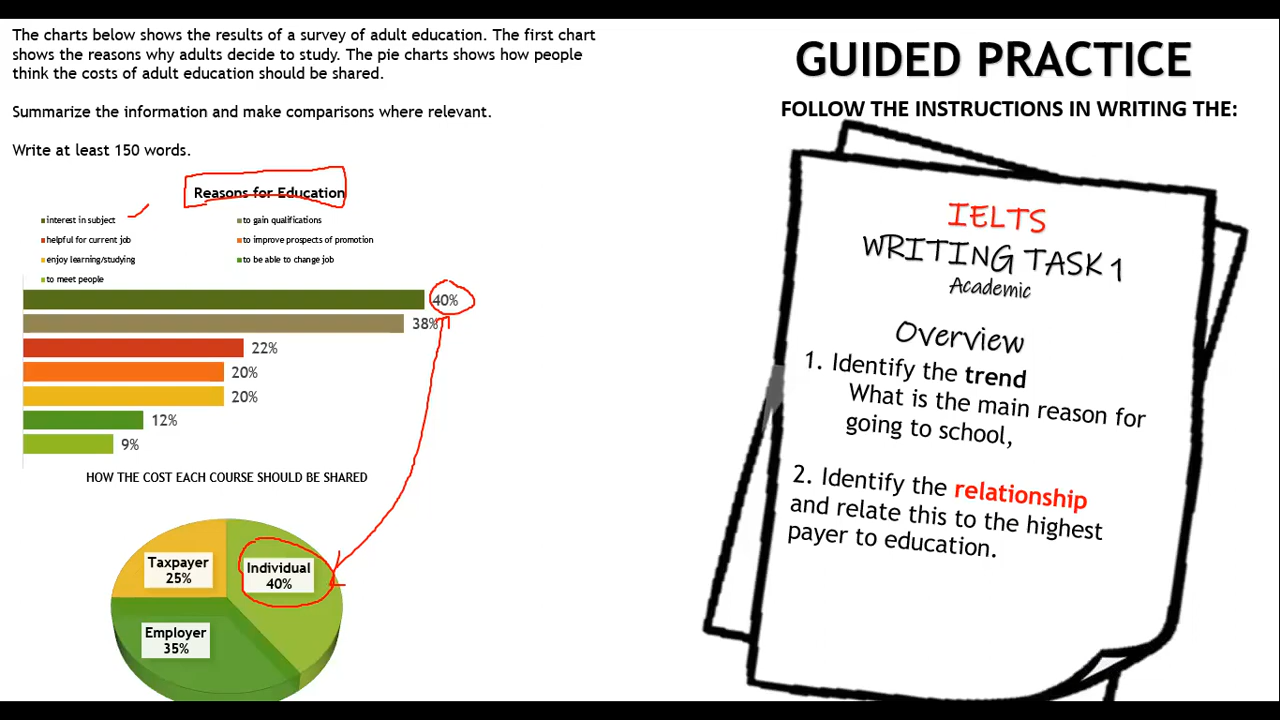 The charts below shows the results of a survey of adult education. The first chart
shows the reasons why adults decide to study. The pie charts shows how people
think the costs of adult education should be shared.
Summarize the information and make comparisons where relevant.
Write at least 150 words.
Reasons for Education
interest in subject
to gain qualifications
helpful for current job
to improve prospects of promotion
enjoy learning/studying
to be able to change job
to meet people
40%
38%
22%
20%
20%
12%
9%
HOW THE COST EACH COURSE SHOULD BE SHARED
Taxpayer
25%
Individual
40%
Employer
35%
GUIDED PRACTICE
FOLLOW THE INSTRUCTIONS IN WRITING THE:
IELTS
WRITING TASK 1
Academic
Overview
1. Identify the trend
What is the main reason for
going to school,
2. Identify the relationship
and relate this to the highest
payer to education.